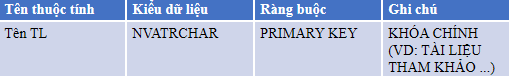 Tên thuộc tính Kiểu dữ liệu Ràng buộc Ghi chú
Tên TL NVATRCHAR PRIMARY KEY KHÓA CHÍNH
(VD: TÀI LIỆU
THAM KHẢO ...)